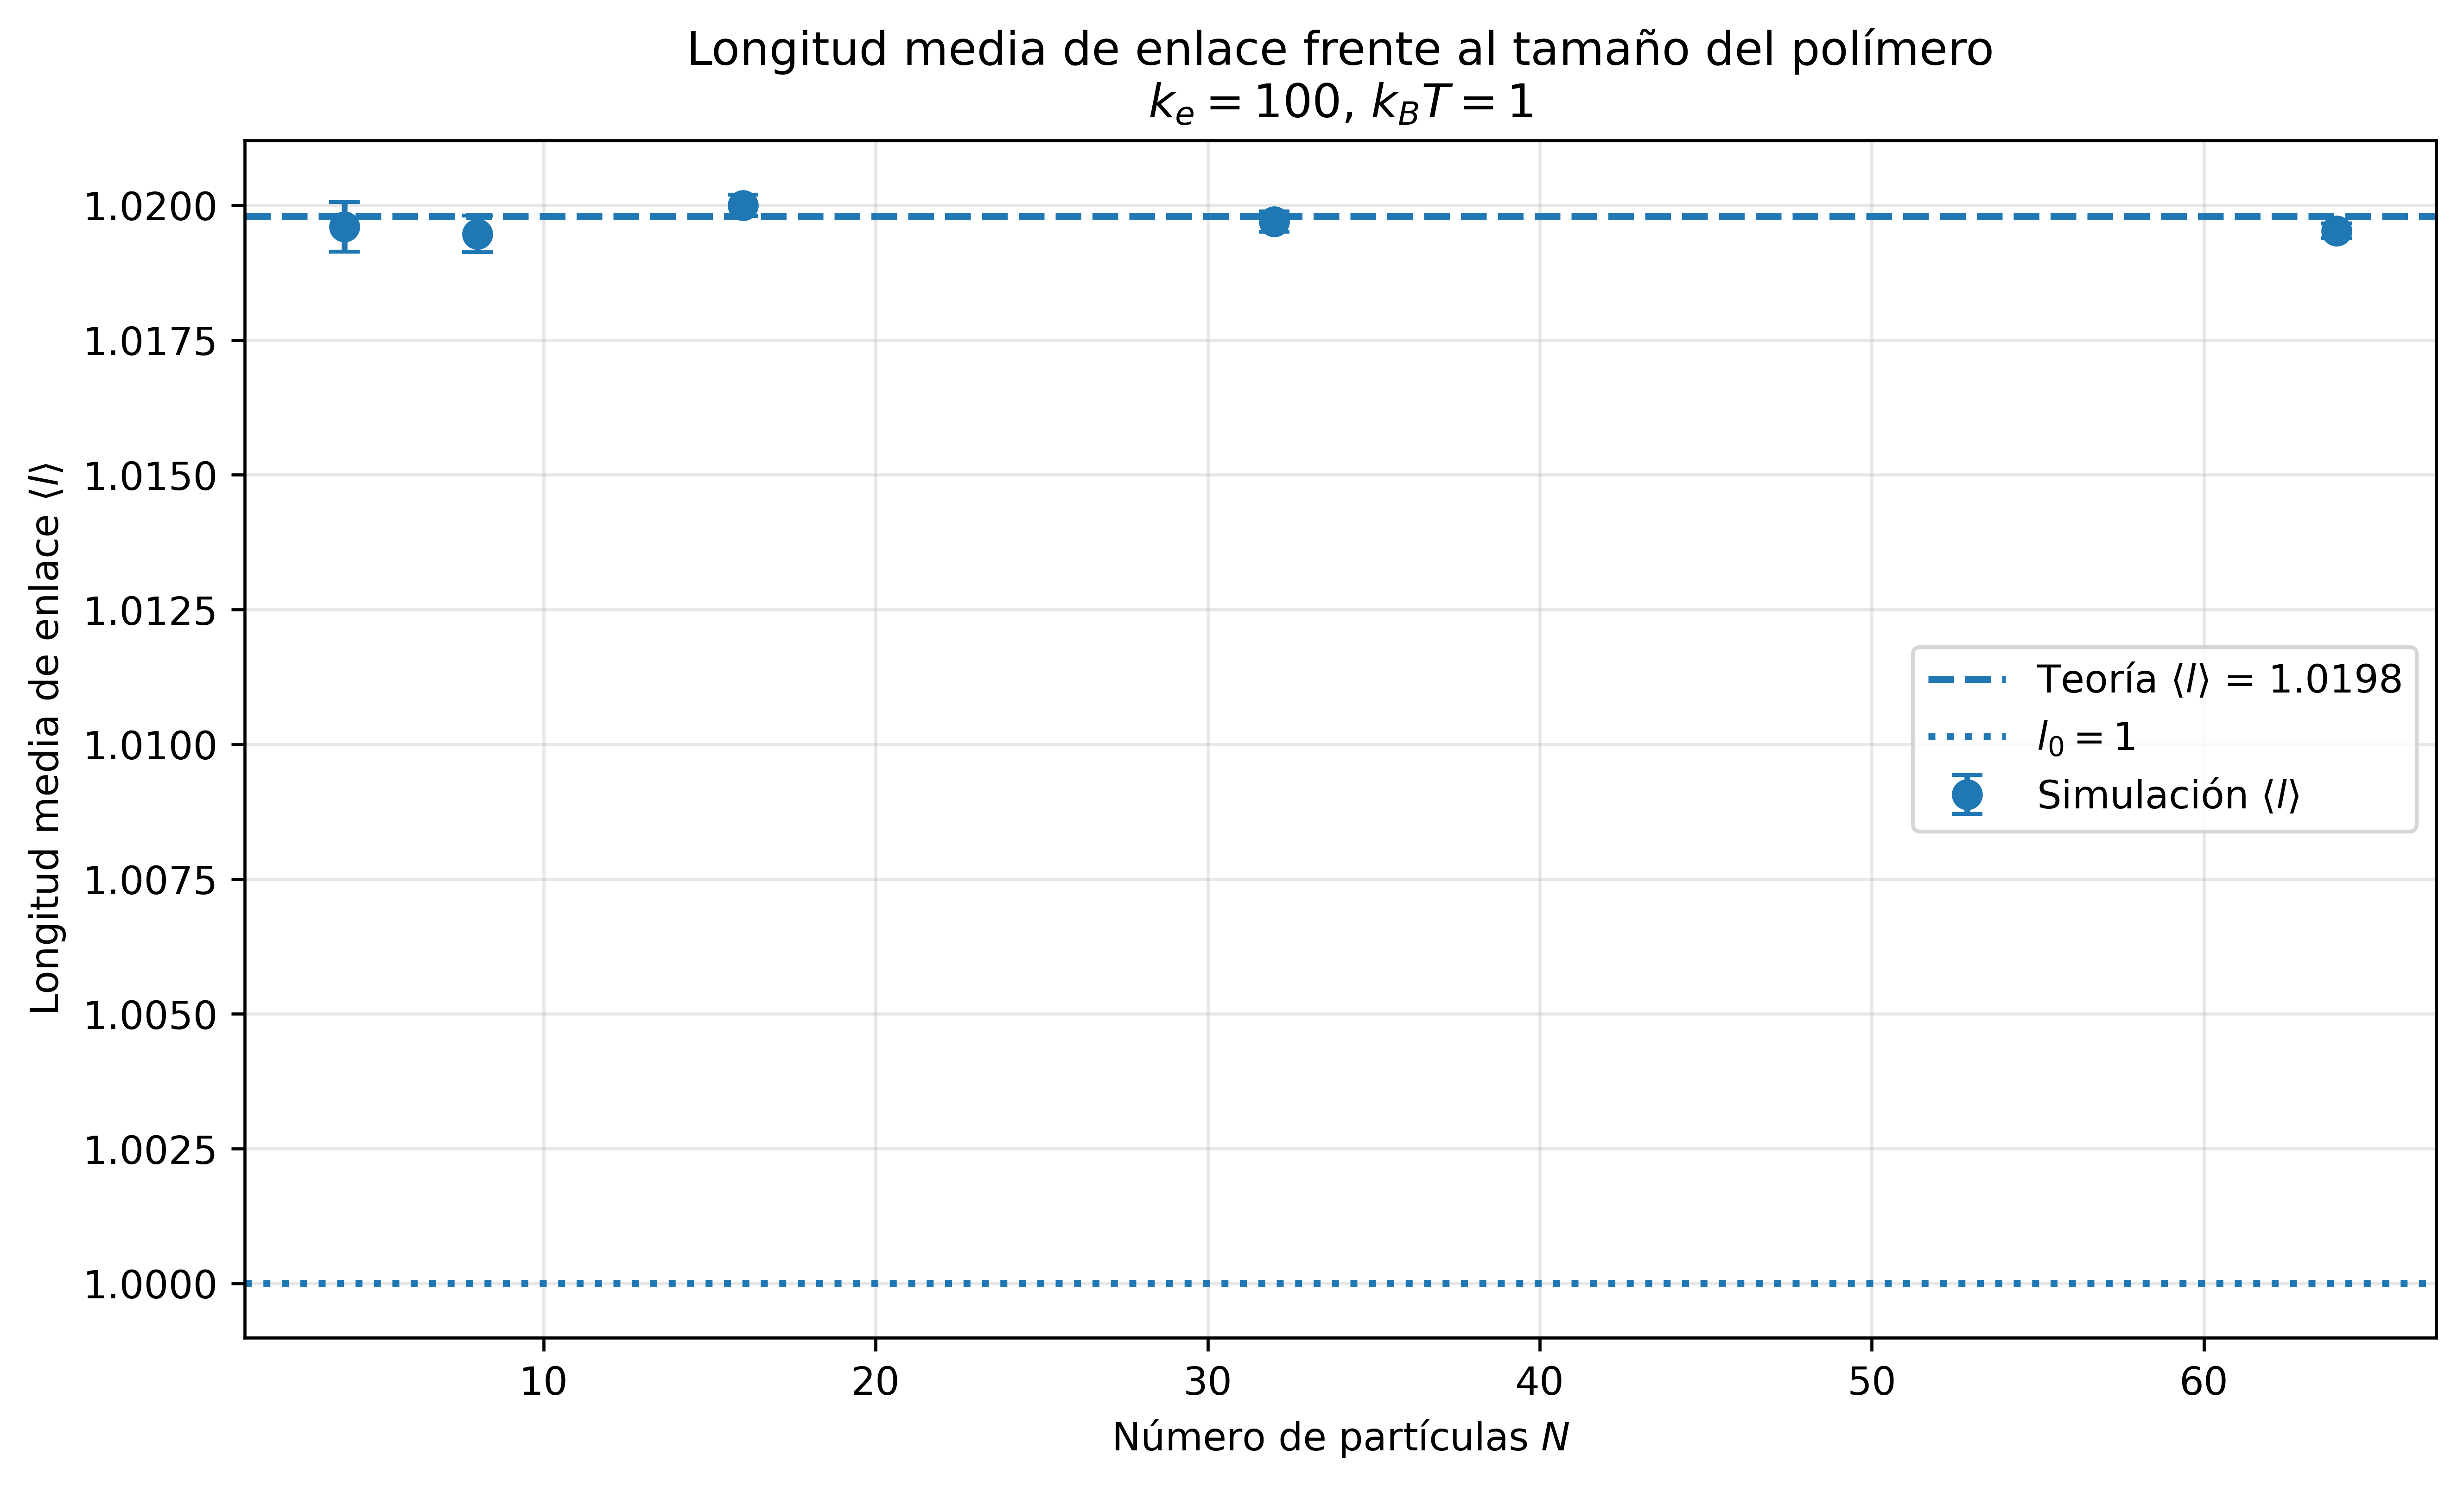 Longitud media de enlace frente al tamaño del polímero
k_e = 100, k_B T = 1
Longitud media de enlace ⟨l⟩
1.0200
1.0175
1.0150
1.0125
1.0100
1.0075
1.0050
1.0025
1.0000
Teoría ⟨l⟩ = 1.0198
l_0 = 1
Simulación ⟨l⟩
10 20 30 40 50 60
Número de partículas N